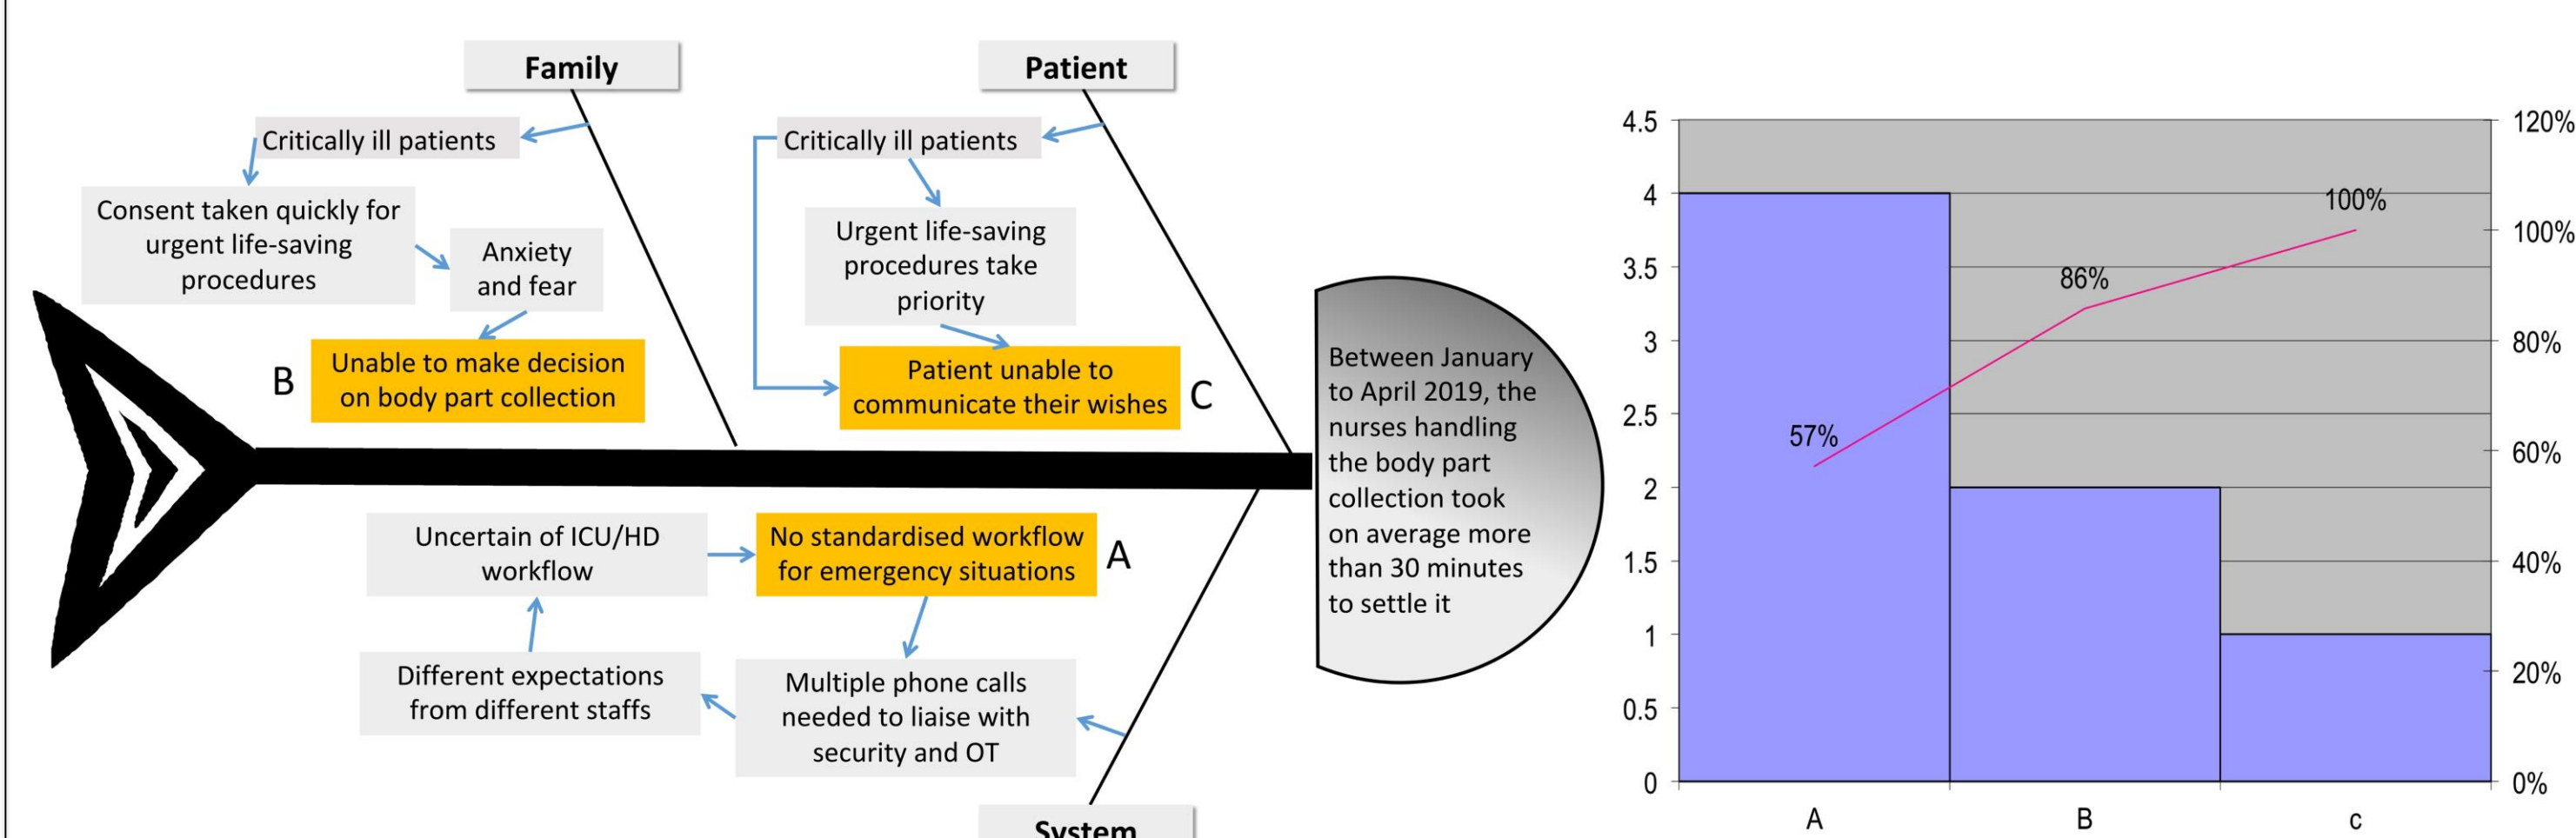 Family
Critically ill patients
Consent taken quickly for
urgent life-saving
procedures
Anxiety
and fear
B
Unable to make decision
on body part collection
Patient
Critically ill patients
Urgent life-saving
procedures take
priority
Patient unable to
communicate their wishes
C
Uncertain of ICU/HD
workflow
No standardised workflow
for emergency situations
A
Different expectations
from different staffs
Multiple phone calls
needed to liaise with
security and OT
System
Between January
to April 2019, the
nurses handling
the body part
collection took
on average more
than 30 minutes
to settle it
4.5
4
3.5
3
2.5
2
1.5
1
0.5
0
57%
86%
100%
120%
100%
80%
60%
40%
20%
0%
A
B
c